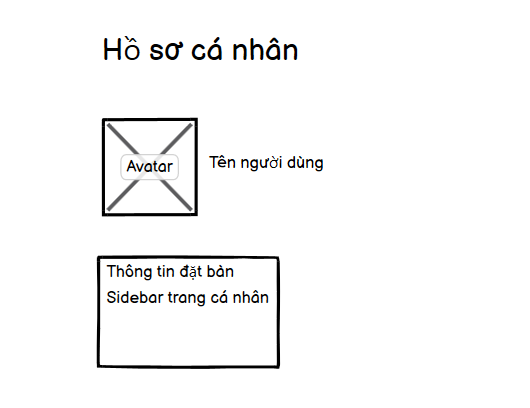 Hồ sơ cá nhân
Avatar
Tên người dùng
Thông tin đặt bàn
Sidebar trang cá nhân